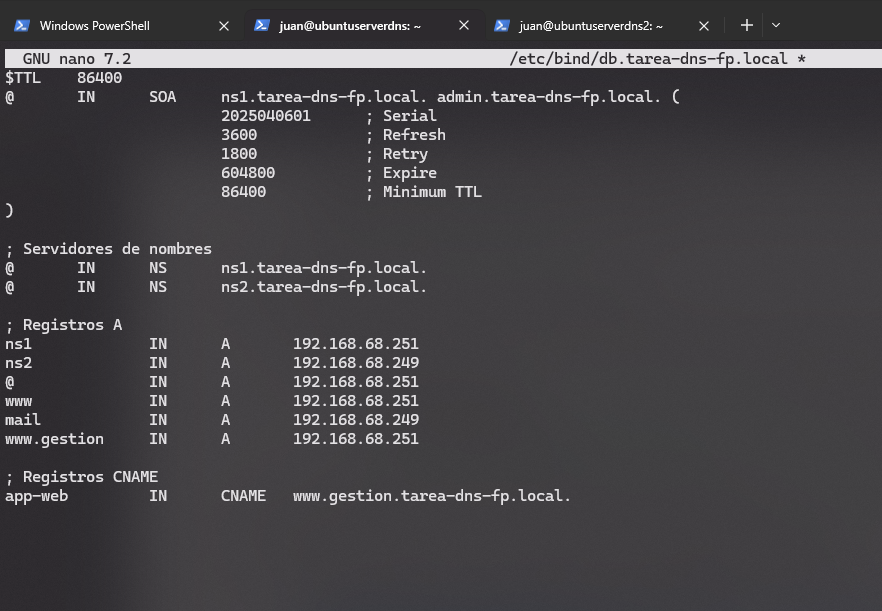 Windows PowerShell juan@ubuntuserverdns: ~ juan@ubuntuserverdns2: ~
GNU nano 7.2 /etc/bind/db.tarea-dns-fp.local *
$TTL 86400
@ IN SOA ns1.tarea-dns-fp.local. admin.tarea-dns-fp.local. (
2025040601 ; Serial
3600 ; Refresh
1800 ; Retry
604800 ; Expire
86400 ; Minimum TTL
)
; Servidores de nombres
@ IN NS ns1.tarea-dns-fp.local.
@ IN NS ns2.tarea-dns-fp.local.
; Registros A
ns1 IN A 192.168.68.251
ns2 IN A 192.168.68.249
@ IN A 192.168.68.251
www IN A 192.168.68.251
mail IN A 192.168.68.249
www.gestion IN A 192.168.68.251
; Registros CNAME
app-web IN CNAME www.gestion.tarea-dns-fp.local.